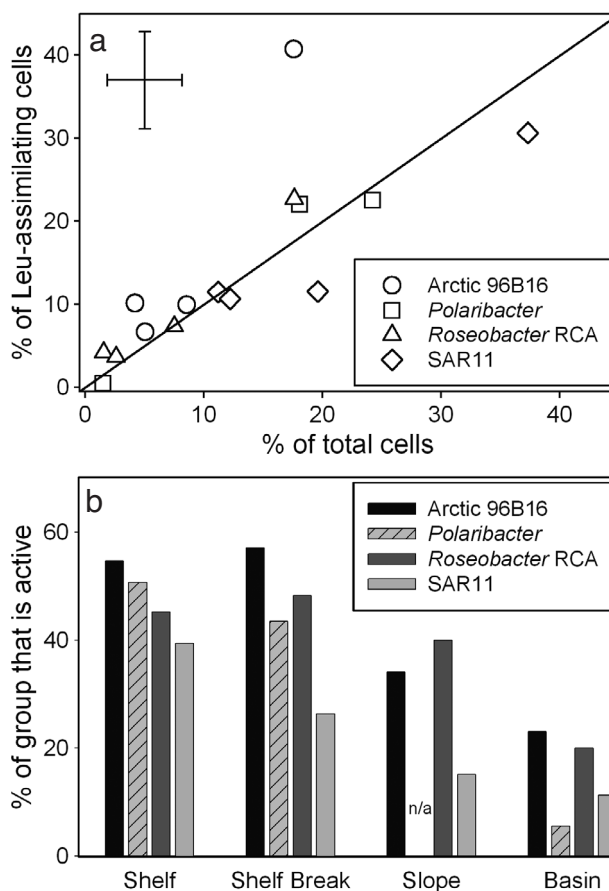 a
% of Leu-assimilating cells
40
30
20
10
0
Arctic 96B16
Polaribacter
Roseobacter RCA
SAR11
0 10 20 30 40
% of total cells
b
% of group that is active
60
40
20
0
Arctic 96B16
Polaribacter
Roseobacter RCA
SAR11
n/a
Shelf Shelf Break Slope Basin